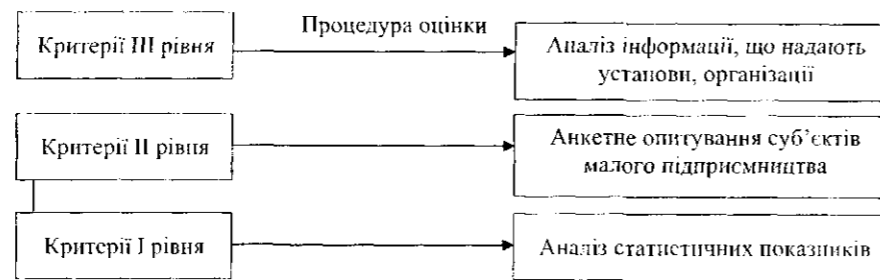 Критерії III рівня
Процедура оцінки
Аналіз інформації, що надають
установи, організації
Критерії II рівня
Анкетне опитування суб’єктів
малого підприємництва
Критерії I рівня
Аналіз статистичних показників